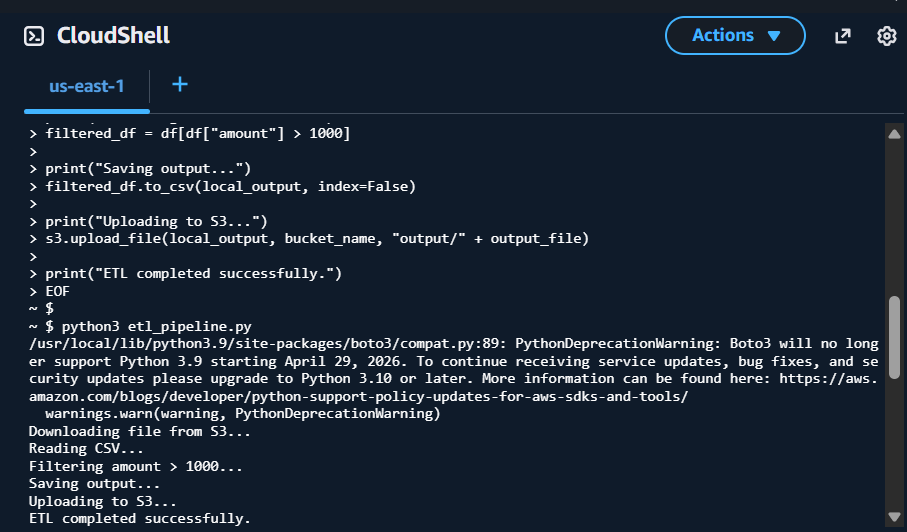 CloudShell
Actions
us-east-1
+
> filtered_df = df[df["amount"] > 1000]
>
> print("Saving output...")
> filtered_df.to_csv(local_output, index=False)
>
> print("Uploading to S3...")
> s3.upload_file(local_output, bucket_name, "output/" + output_file)
>
> print("ETL completed successfully.")
> EOF
~ $
~ $ python3 etl_pipeline.py
/usr/local/lib/python3.9/site-packages/boto3/compat.py:89: PythonDeprecationWarning: Boto3 will no long
er support Python 3.9 starting April 29, 2026. To continue receiving service updates, bug fixes, and se
curity updates please upgrade to Python 3.10 or later. More information can be found here: https://aws.
amazon.com/blogs/developer/python-support-policy-updates-for-aws-sdks-and-tools/
  warnings.warn(warning, PythonDeprecationWarning)
Downloading file from S3...
Reading CSV...
Filtering amount > 1000...
Saving output...
Uploading to S3...
ETL completed successfully.